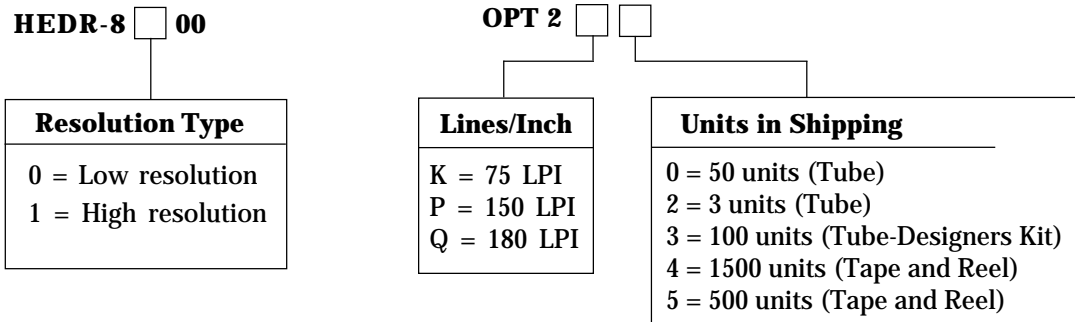 HEDR-8 00
OPT 2
Resolution Type
0 = Low resolution
1 = High resolution
Lines/Inch
K = 75 LPI
P = 150 LPI
Q = 180 LPI
Units in Shipping
0 = 50 units (Tube)
2 = 3 units (Tube)
3 = 100 units (Tube-Designers Kit)
4 = 1500 units (Tape and Reel)
5 = 500 units (Tape and Reel)